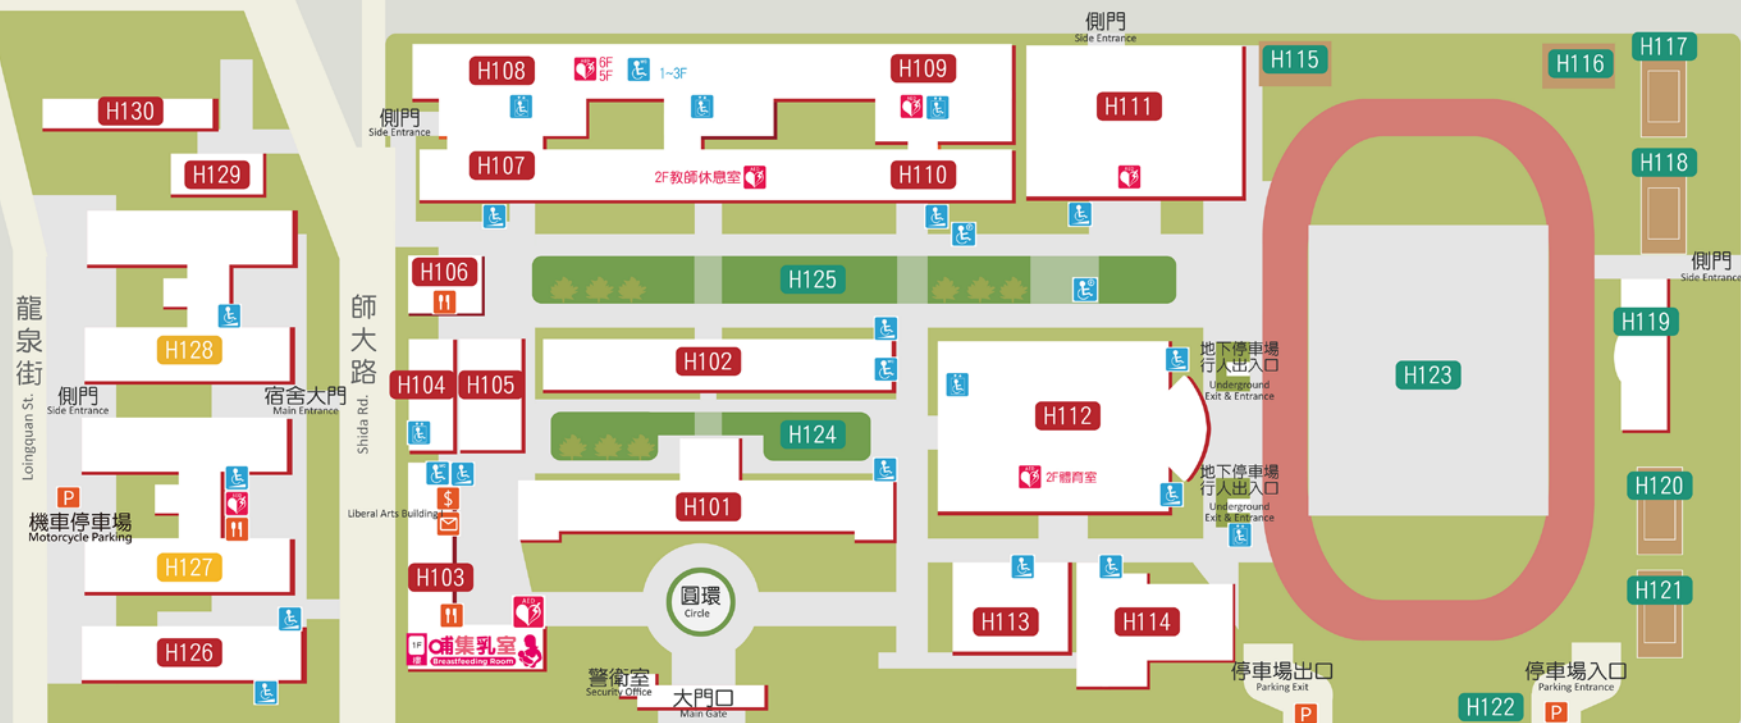 側門
Side Entrance
H108
6F
5F
1~3F
H109
H111
H115
H116
H117
H130
側門
Side Entrance
H129
H107
2F教師休息室
H110
H118
H106
H125
側門
Side Entrance
龍泉街
Loingquan St.
師大路
Shida Rd.
H128
H102
H119
地下停車場
行人出入口
Underground
Exit & Entrance
側門
Side Entrance
宿舍大門
Main Entrance
H104
H105
H123
H112
H124
2F體育室
地下停車場
行人出入口
Underground
Exit & Entrance
H120
P
機車停車場
Motorcycle Parking
$
Liberal Arts Building
H101
H127
H103
圓環
Circle
AED
H113
H114
H121
H126
1F
哺集乳室
Breastfeeding Room
警衛室
Security Office
大門口
Main Gate
停車場出口
Parking Exit
P
停車場入口
Parking Entrance
P
H122